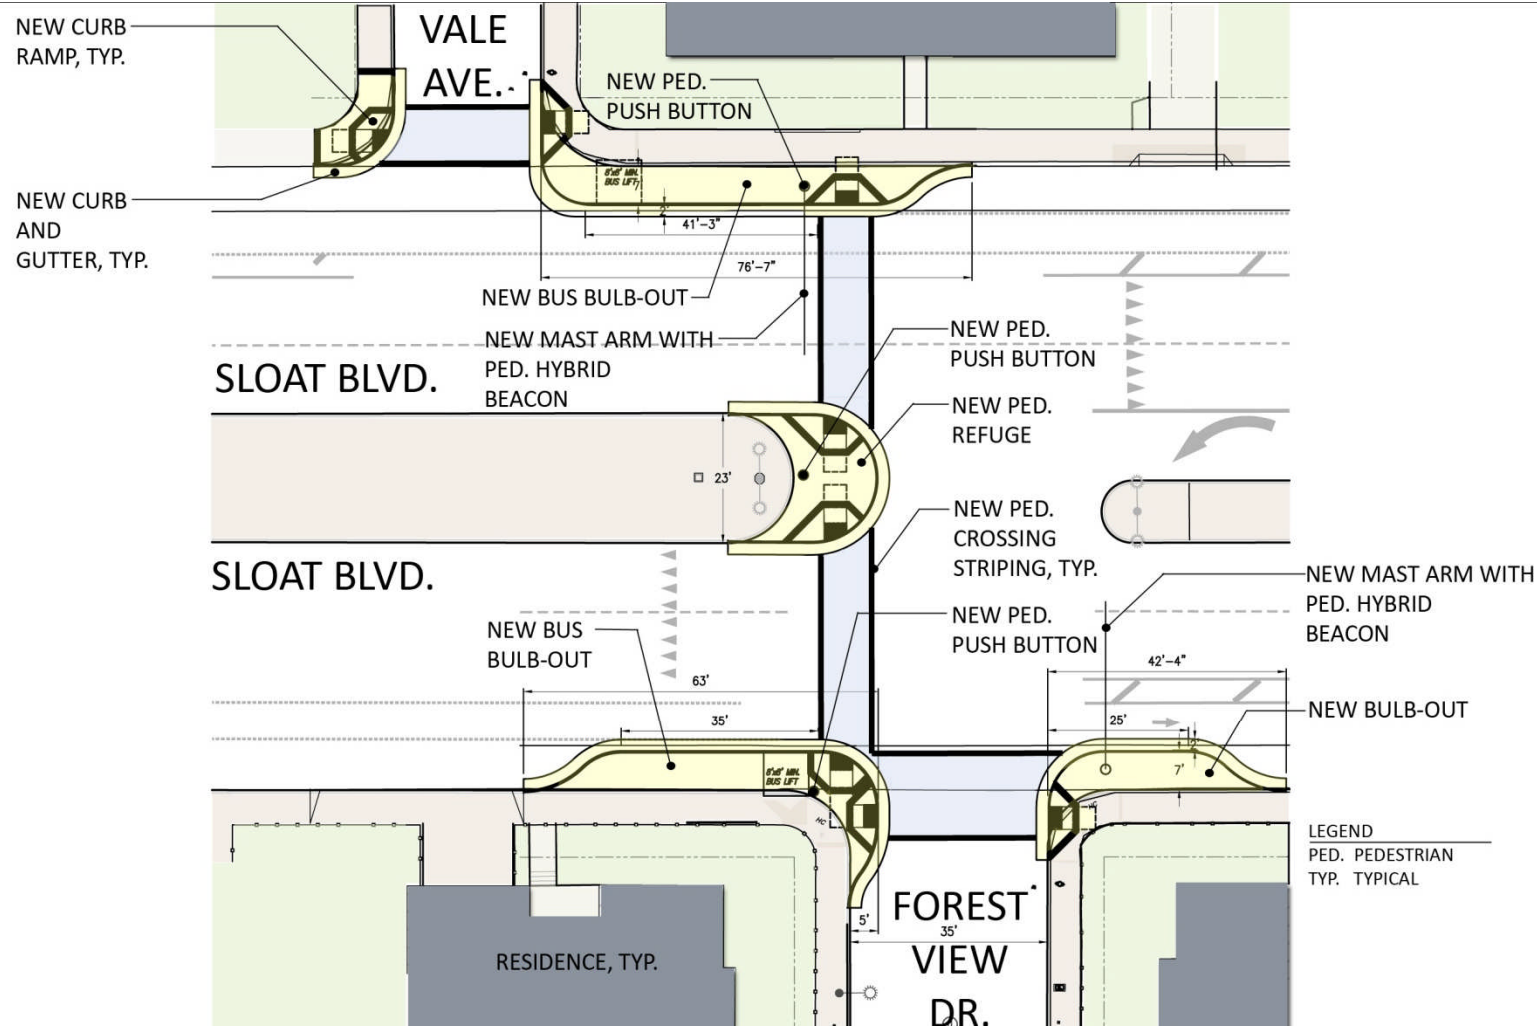 NEW CURB
RAMP, TYP.
VALE
AVE.
NEW PED.
PUSH BUTTON
8'x8' MIN.
BUS LIFT
7'
2'
NEW CURB
AND
GUTTER, TYP.
41'-3"
76'-7"
NEW BUS BULB-OUT
NEW MAST ARM WITH
PED. HYBRID
BEACON
NEW PED.
PUSH BUTTON
SLOAT BLVD.
NEW PED.
REFUGE
23'
NEW PED.
CROSSING
STRIPING, TYP.
SLOAT BLVD.
NEW MAST ARM WITH
PED. HYBRID
BEACON
NEW PED.
PUSH BUTTON
NEW BUS
BULB-OUT
63'
42'-4"
35'
25'
NEW BULB-OUT
2'
7'
8'x8' MIN.
BUS LIFT
HC
HC
LEGEND
PED. PEDESTRIAN
TYP. TYPICAL
FOREST
VIEW
DR.
5'
35'
RESIDENCE, TYP.